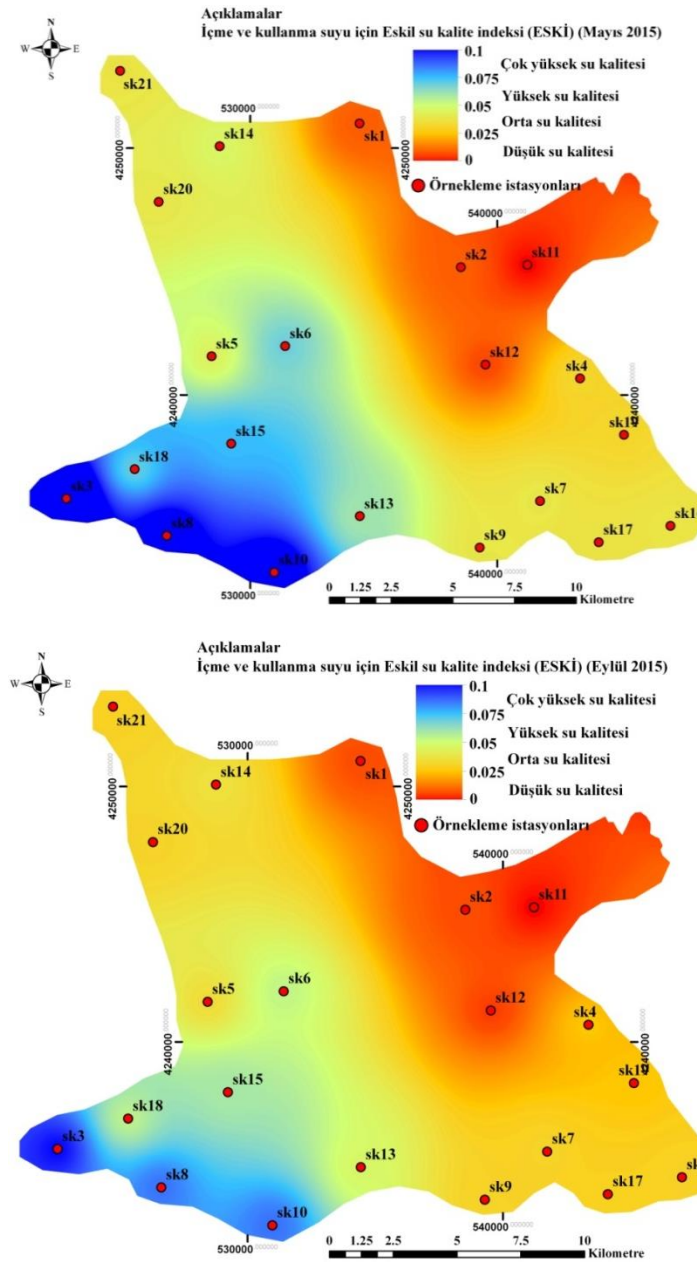 Açıklamalar
İçme ve kullanma suyu için Eskil su kalite indeksi (ESKİ) (Mayıs 2015)
N
W E
S
0.1 Çok yüksek su kalitesi
0.075
Yüksek su kalitesi
0.05
Orta su kalitesi
0.025
Düşük su kalitesi
0
Örnekleme istasyonları
sk21
530000
sk14
sk1
4250000
4250000
sk20
540000
sk2
sk11
sk6
sk5
sk12
sk4
4240000
4240000
sk15
sk18
sk3
sk13
sk7
sk8
sk9
sk17
sk1
sk10
530000
540000
0 1.25 2.5 5 7.5 10
Kilometre
Açıklamalar
İçme ve kullanma suyu için Eskil su kalite indeksi (ESKİ) (Eylül 2015)
N
W E
S
0.1 Çok yüksek su kalitesi
0.075
Yüksek su kalitesi
0.05
Orta su kalitesi
0.025
Düşük su kalitesi
0
Örnekleme istasyonları
sk21
530000
sk14
sk1
4250000
4250000
sk20
540000
sk2
sk11
sk6
sk5
sk12
sk4
4240000
4240000
sk15
sk18
sk3
sk13
sk7
sk8
sk9
sk17
sk10
530000
540000
0 1.25 2.5 5 7.5 10
Kilometre